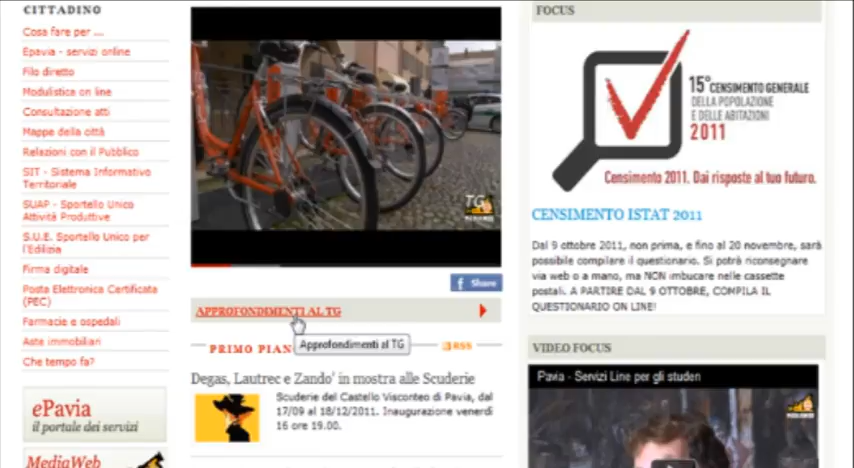 CITTADINO
Cosa fare per ...
Epavia - servizi online
Filo diretto
Modulistica on line
Consultazione atti
Mappe della città
Relazioni con il Pubblico
SIT - Sistema Informativo
Territoriale
SUAP - Sportello Unico
Attività Produttive
S.U.E. Sportello Unico per
l'Edilizia
Firma digitale
Posta Elettronica Certificata
(PEC)
Farmacie e ospedali
Aste immobiliari
Che tempo fa?
ePavia
il portale dei servizi
MediaWeb
TG
f Share
APPROFONDIMENTI AL TG
Approfondimenti al TG
PRIMO PIAN
RSS
Degas, Lautrec e Zando' in mostra alle Scuderie
Scuderie del Castello Visconteo di Pavia, dal
17/09 al 18/12/2011. Inaugurazione venerdì
16 ore 19.00.
FOCUS
15° CENSIMENTO GENERALE
DELLA POPOLAZIONE
E DELLE ABITAZIONI
2011
Censimento 2011. Dai risposte al tuo futuro.
CENSIMENTO ISTAT 2011
Dal 9 ottobre 2011, non prima, e fino al 20 novembre, sarà
possibile compilare il questionario. Si potrà riconsegnare
via web o a mano, ma NON imbucare nelle cassette
postali. A PARTIRE DAL 9 OTTOBRE, COMPILA IL
QUESTIONARIO ON LINE!
VIDEO FOCUS
Pavia - Servizi Line per gli studen